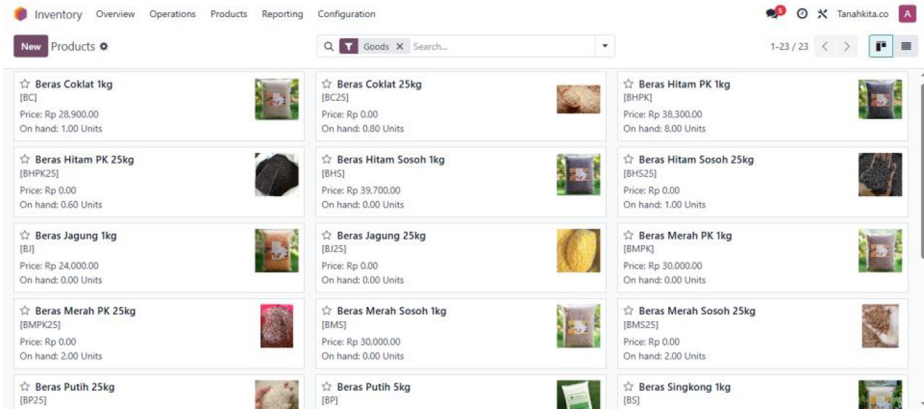 Inventory Overview Operations Products Reporting Configuration 5 Tanahkita.co A
New Products Goods Search... 1-23 / 23
Beras Coklat 1kg
[BC]
Price: Rp 28,900.00
On hand: 1.00 Units
Beras Coklat 25kg
[BC25]
Price: Rp 0.00
On hand: 0.80 Units
Beras Hitam PK 1kg
[BHPK]
Price: Rp 38,300.00
On hand: 8.00 Units
Beras Hitam PK 25kg
[BHPK25]
Price: Rp 0.00
On hand: 0.60 Units
Beras Hitam Sosoh 1kg
[BHS]
Price: Rp 39,700.00
On hand: 0.00 Units
Beras Hitam Sosoh 25kg
[BHS25]
Price: Rp 0.00
On hand: 1.00 Units
Beras Jagung 1kg
[BJ]
Price: Rp 24,000.00
On hand: 0.00 Units
Beras Jagung 25kg
[BJ25]
Price: Rp 0.00
On hand: 0.00 Units
Beras Merah PK 1kg
[BMPK]
Price: Rp 30,000.00
On hand: 0.00 Units
Beras Merah PK 25kg
[BMPK25]
Price: Rp 0.00
On hand: 2.00 Units
Beras Merah Sosoh 1kg
[BMS]
Price: Rp 30,000.00
On hand: 0.00 Units
Beras Merah Sosoh 25kg
[BMS25]
Price: Rp 0.00
On hand: 2.00 Units
Beras Putih 25kg
[BP25]
Beras Putih 5kg
[BP]
Beras Singkong 1kg
[BS]